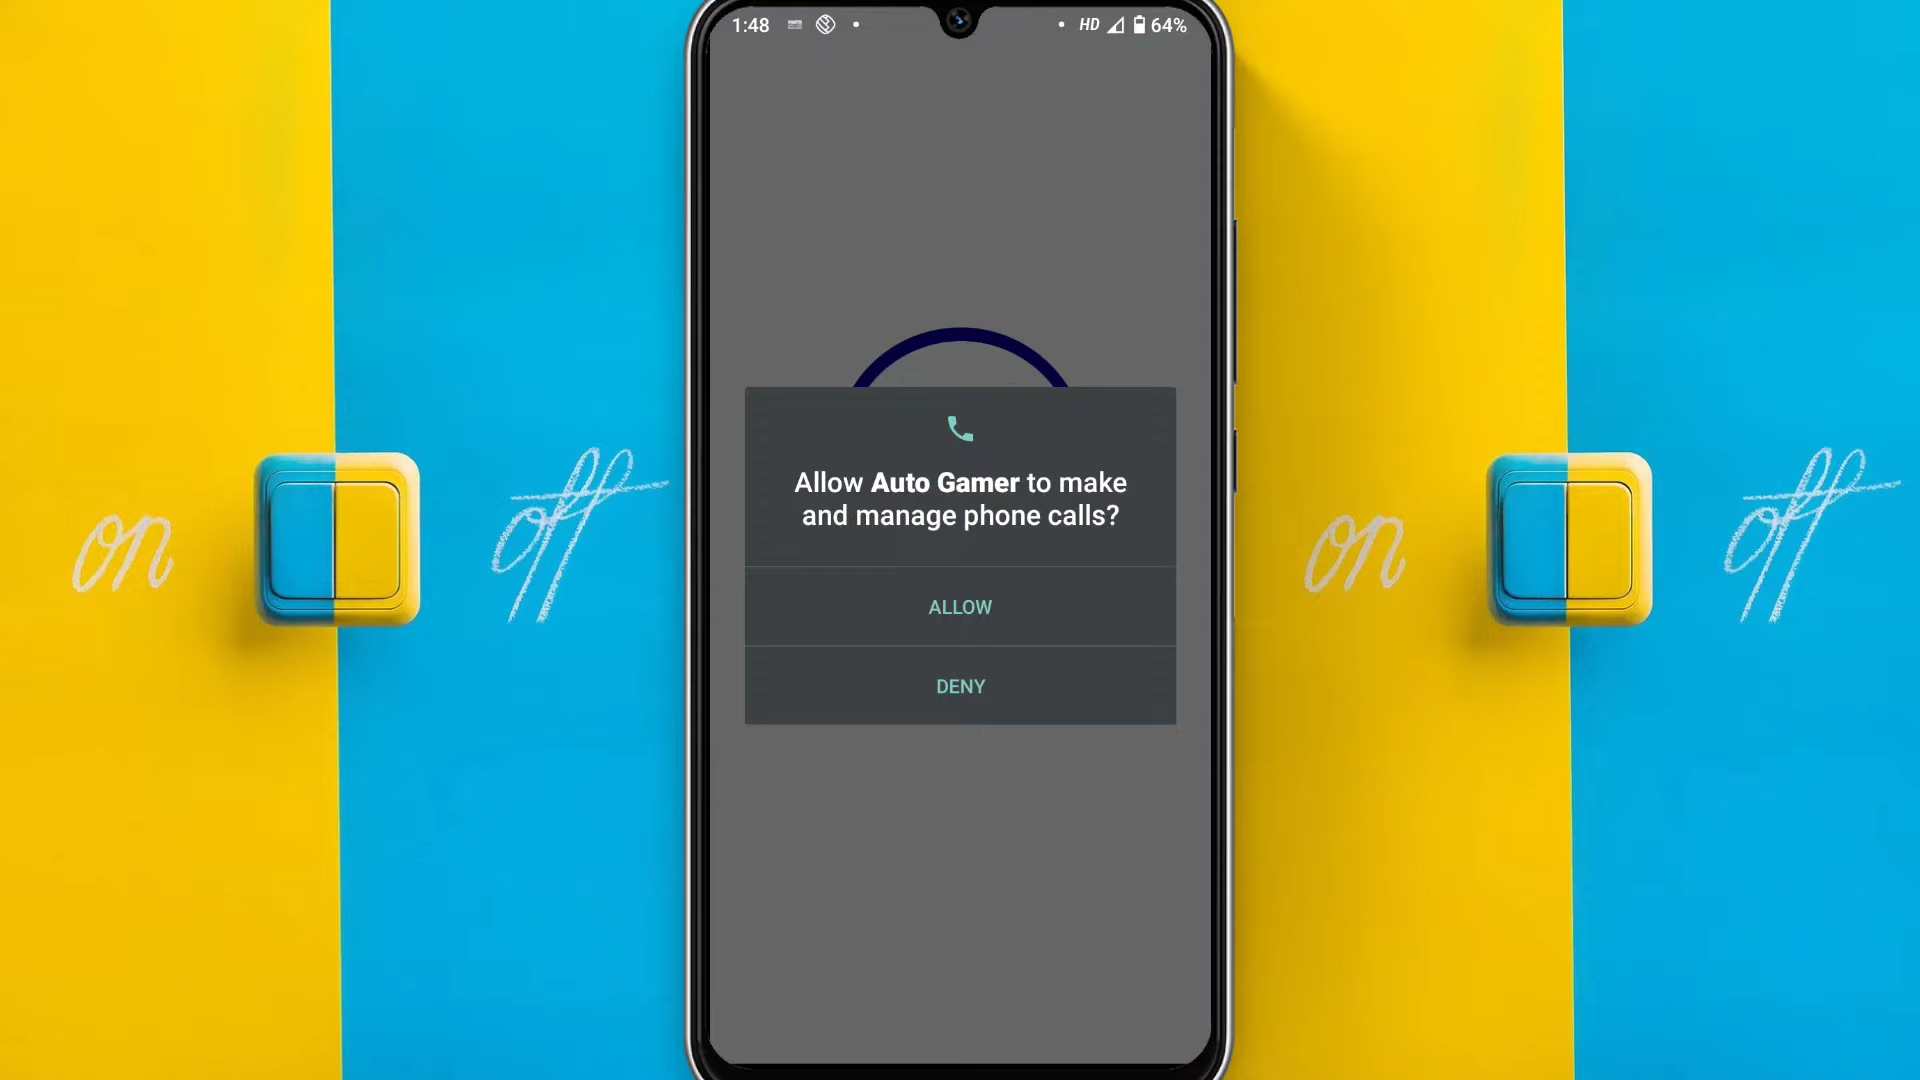 1:48 HD 64%
Allow Auto Gamer to make
and manage phone calls?
ALLOW
DENY
on off on off